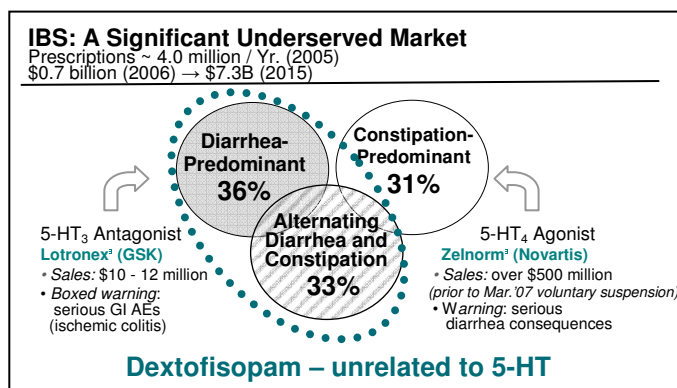 IBS: A Significant Underserved Market
Prescriptions ~ 4.0 million / Yr. (2005)
$0.7 billion (2006) → $7.3B (2015)
Diarrhea-
Predominant
36%
Constipation-
Predominant
31%
Alternating
Diarrhea and
Constipation
33%
5-HT₃ Antagonist
Lotronex³ (GSK)
• Sales: $10 - 12 million
• Boxed warning:
serious GI AEs
(ischemic colitis)
5-HT₄ Agonist
Zelnorm³ (Novartis)
• Sales: over $500 million
(prior to Mar.'07 voluntary suspension)
• Warning: serious
diarrhea consequences
Dextofisopam – unrelated to 5-HT